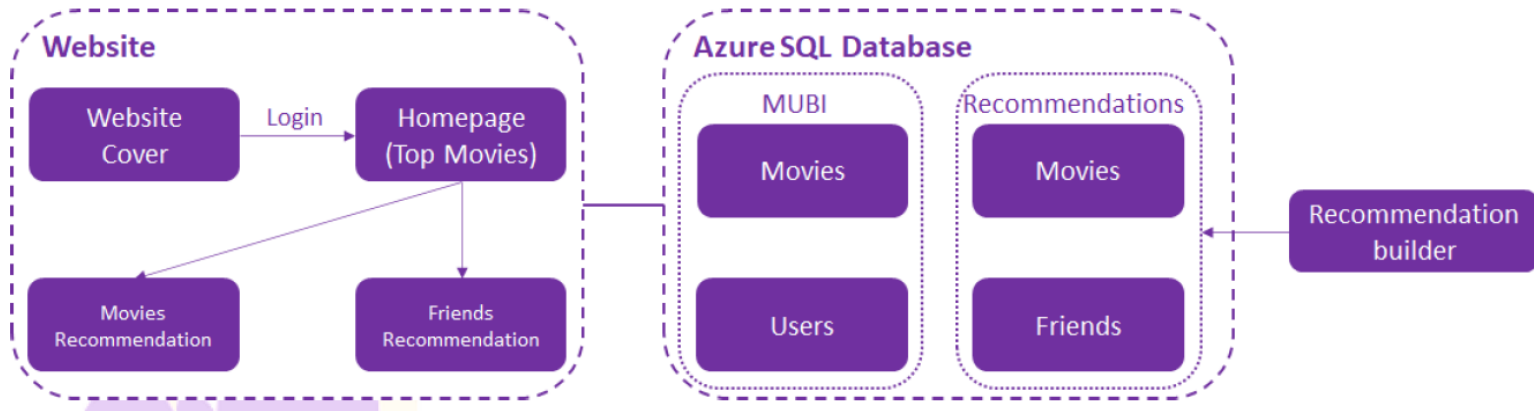 Website
Website
Cover
Login
Homepage
(Top Movies)
Movies
Recommendation
Friends
Recommendation
Azure SQL Database
MUBI
Movies
Users
Recommendations
Movies
Friends
Recommendation
builder